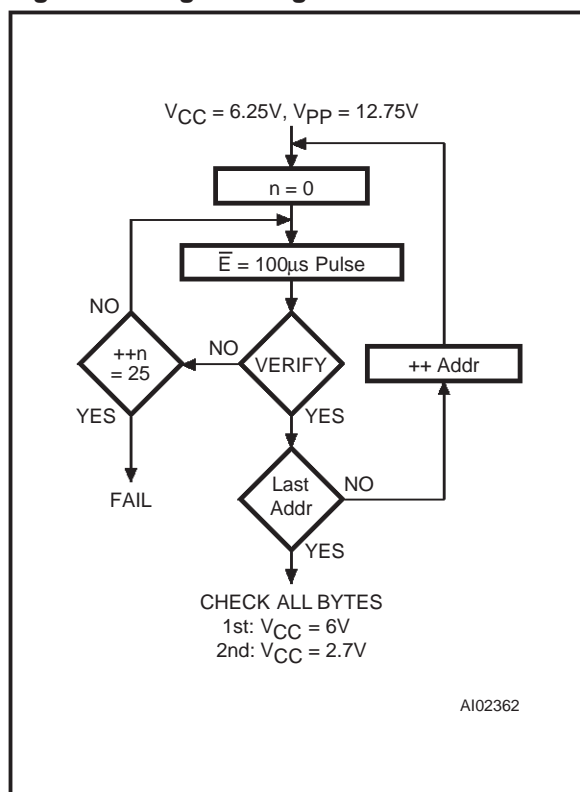 VCC = 6.25V, VPP = 12.75V
n = 0
E̅ = 100µs Pulse
NO
++n
= 25
NO
VERIFY
++ Addr
YES
YES
FAIL
Last
Addr
NO
YES
CHECK ALL BYTES
1st: VCC = 6V
2nd: VCC = 2.7V
AI02362